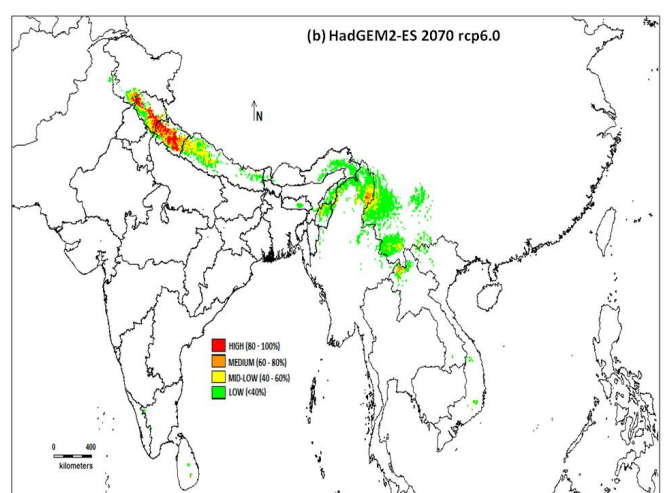 (b) HadGEM2-ES 2070 rcp6.0
N
HIGH (80 - 100%)
MEDIUM (60 - 80%)
MID-LOW (40 - 60%)
LOW (<40%)
0 400
kilometers